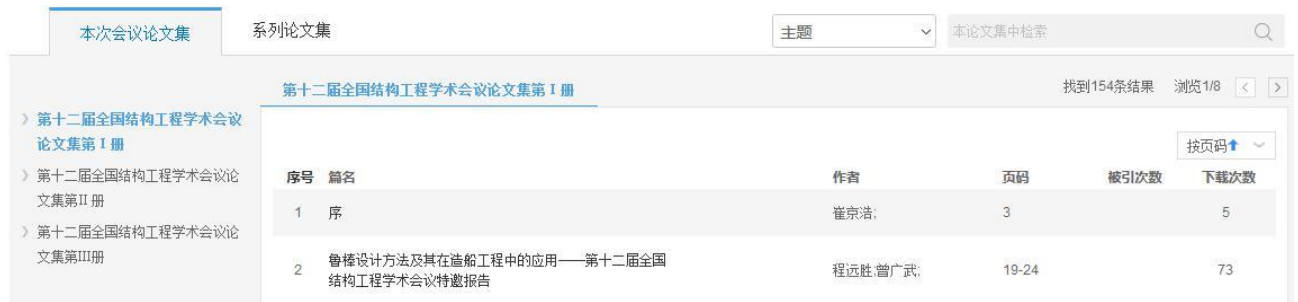 本次会议论文集
系列论文集
主题
本论文集中检索
第十二届全国结构工程学术会议论文集第Ⅰ册
找到154条结果 浏览1/8 < >
第十二届全国结构工程学术会议
论文集第Ⅰ册
第十二届全国结构工程学术会议论
文集第II册
第十二届全国结构工程学术会议论
文集第III册
按页码
序号 篇名 作者 页码 被引次数 下载次数
1 序 崔京浩; 3 5
2 鲁棒设计方法及其在造船工程中的应用——第十二届全国
结构工程学术会议特邀报告 程远胜;曾广武; 19-24 73